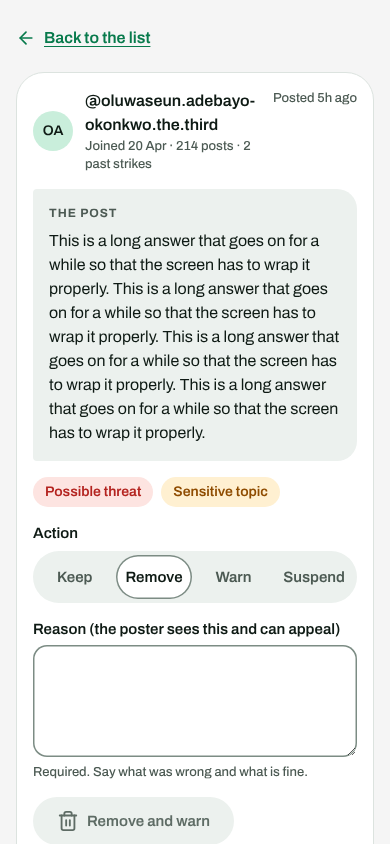 Back to the list
OA
@oluwaseun.adebayo-
okonkwo.the.third
Posted 5h ago
Joined 20 Apr · 214 posts · 2
past strikes
THE POST
This is a long answer that goes on for a
while so that the screen has to wrap it
properly. This is a long answer that goes
on for a while so that the screen has to
wrap it properly. This is a long answer that
goes on for a while so that the screen has
to wrap it properly. This is a long answer
that goes on for a while so that the screen
has to wrap it properly.
Possible threat Sensitive topic
Action
Keep Remove Warn Suspend
Reason (the poster sees this and can appeal)
Required. Say what was wrong and what is fine.
Remove and warn